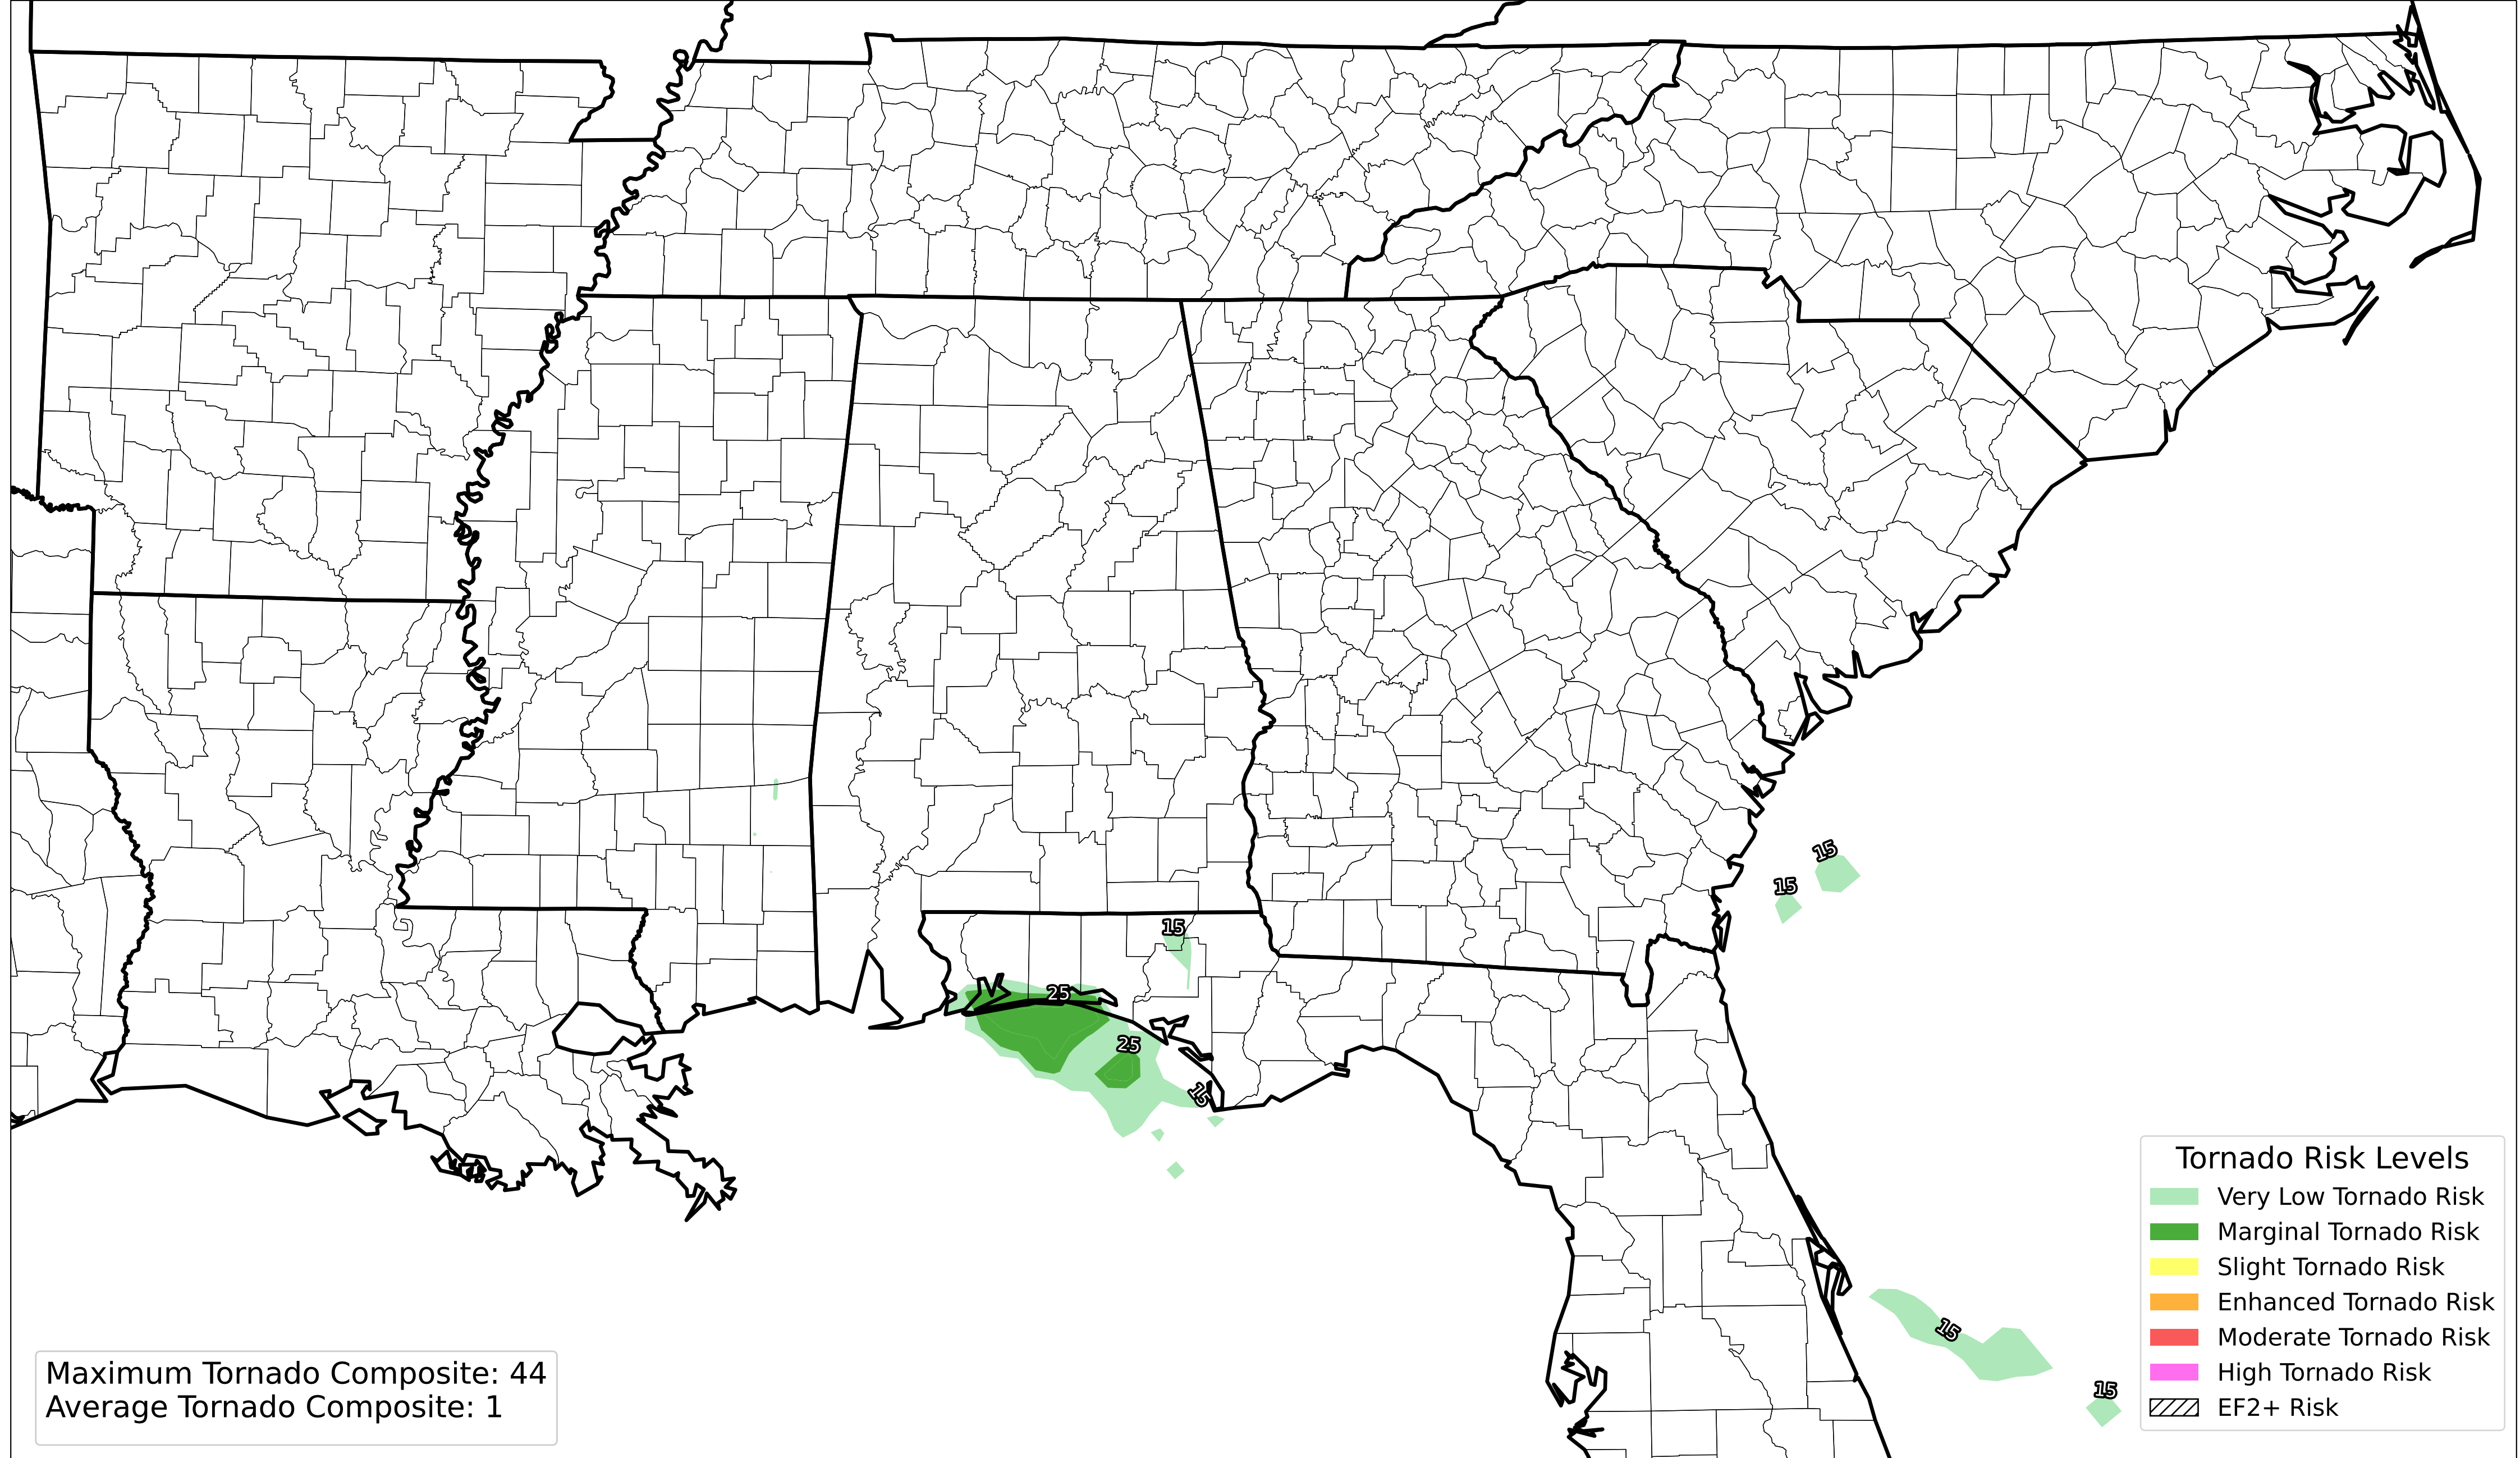 15
15
15
25
25
15
15
15
Tornado Risk Levels
Very Low Tornado Risk
Marginal Tornado Risk
Slight Tornado Risk
Enhanced Tornado Risk
Moderate Tornado Risk
High Tornado Risk
EF2+ Risk
Maximum Tornado Composite: 44
Average Tornado Composite: 1